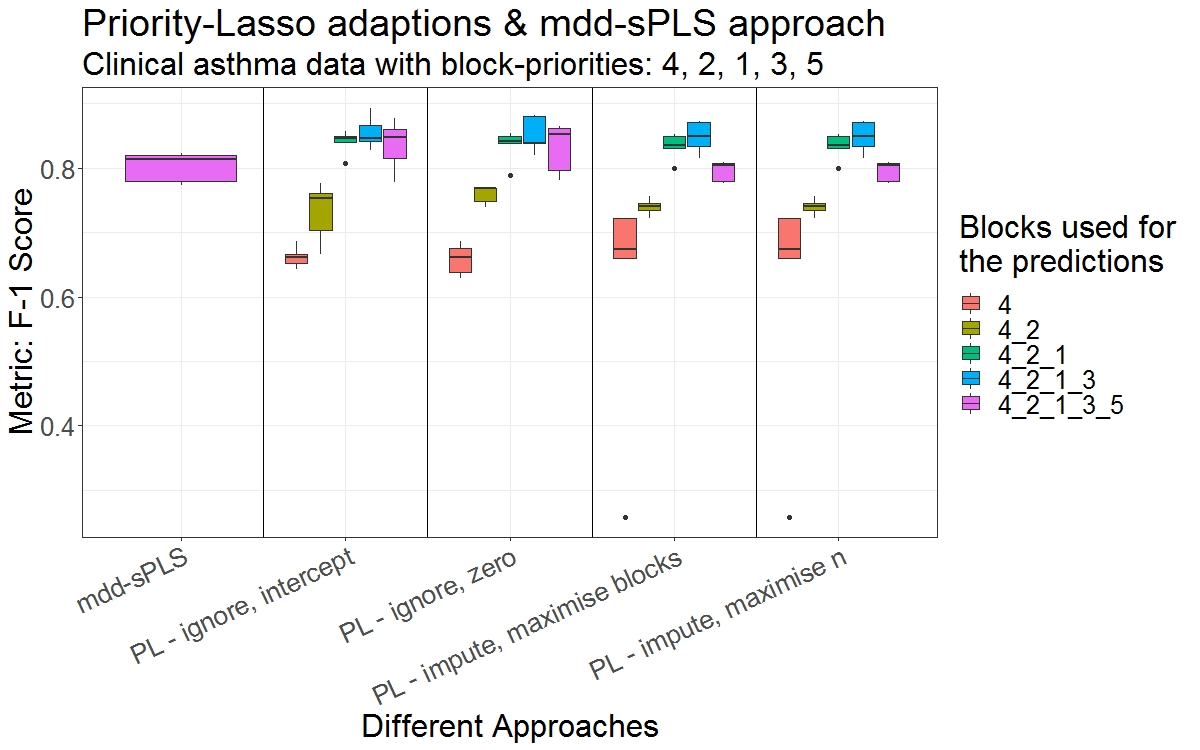 Priority-Lasso adaptions & mdd-sPLS approach
Clinical asthma data with block-priorities: 4, 2, 1, 3, 5
Metric: F-1 Score
0.8
0.6
0.4
mdd-sPLS
PL - ignore, intercept
PL - ignore, zero
PL - impute, maximise blocks
PL - impute, maximise n
Different Approaches
Blocks used for
the predictions
4
4_2
4_2_1
4_2_1_3
4_2_1_3_5